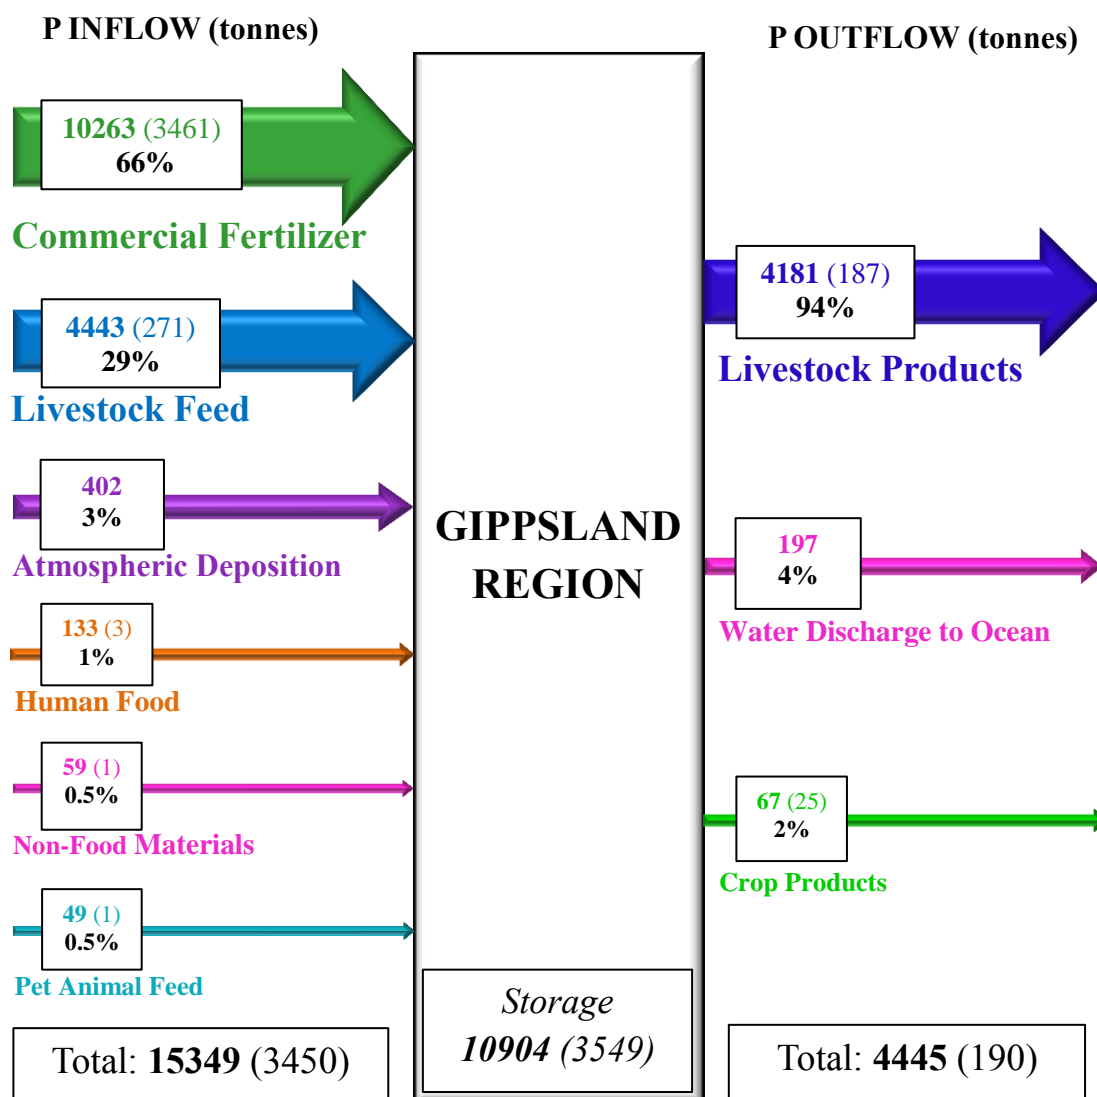 P INFLOW (tonnes)
10263 (3461)
66%
Commercial Fertilizer
4443 (271)
29%
Livestock Feed
402
3%
Atmospheric Deposition
133 (3)
1%
Human Food
59 (1)
0.5%
Non-Food Materials
49 (1)
0.5%
Pet Animal Feed
Total: 15349 (3450)
GIPPSLAND
REGION
Storage
10904 (3549)
P OUTFLOW (tonnes)
4181 (187)
94%
Livestock Products
197
4%
Water Discharge to Ocean
67 (25)
2%
Crop Products
Total: 4445 (190)